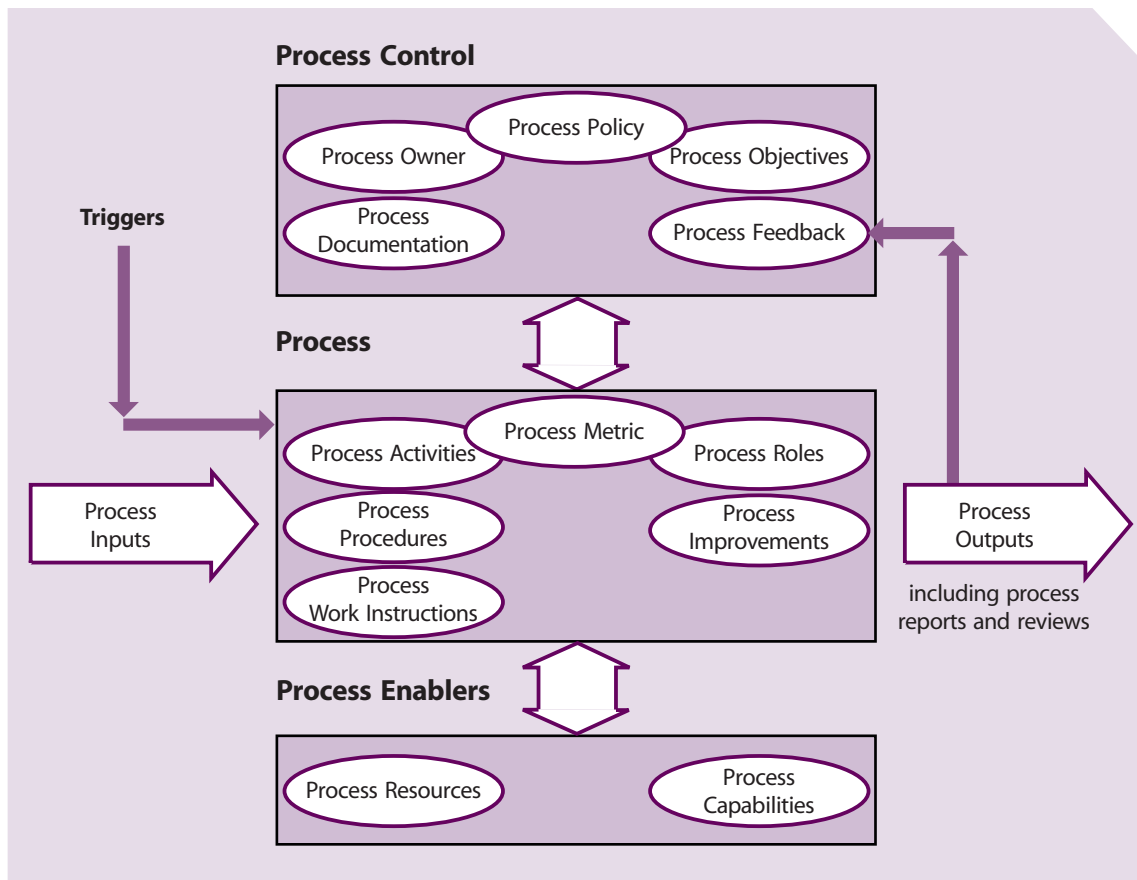 Process Control
Process Policy
Process Owner
Process Objectives
Process
Documentation
Process Feedback
Triggers
Process
Process Metric
Process Activities
Process Roles
Process
Procedures
Process
Improvements
Process
Work Instructions
Process
Inputs
Process
Outputs
including process
reports and reviews
Process Enablers
Process Resources
Process
Capabilities